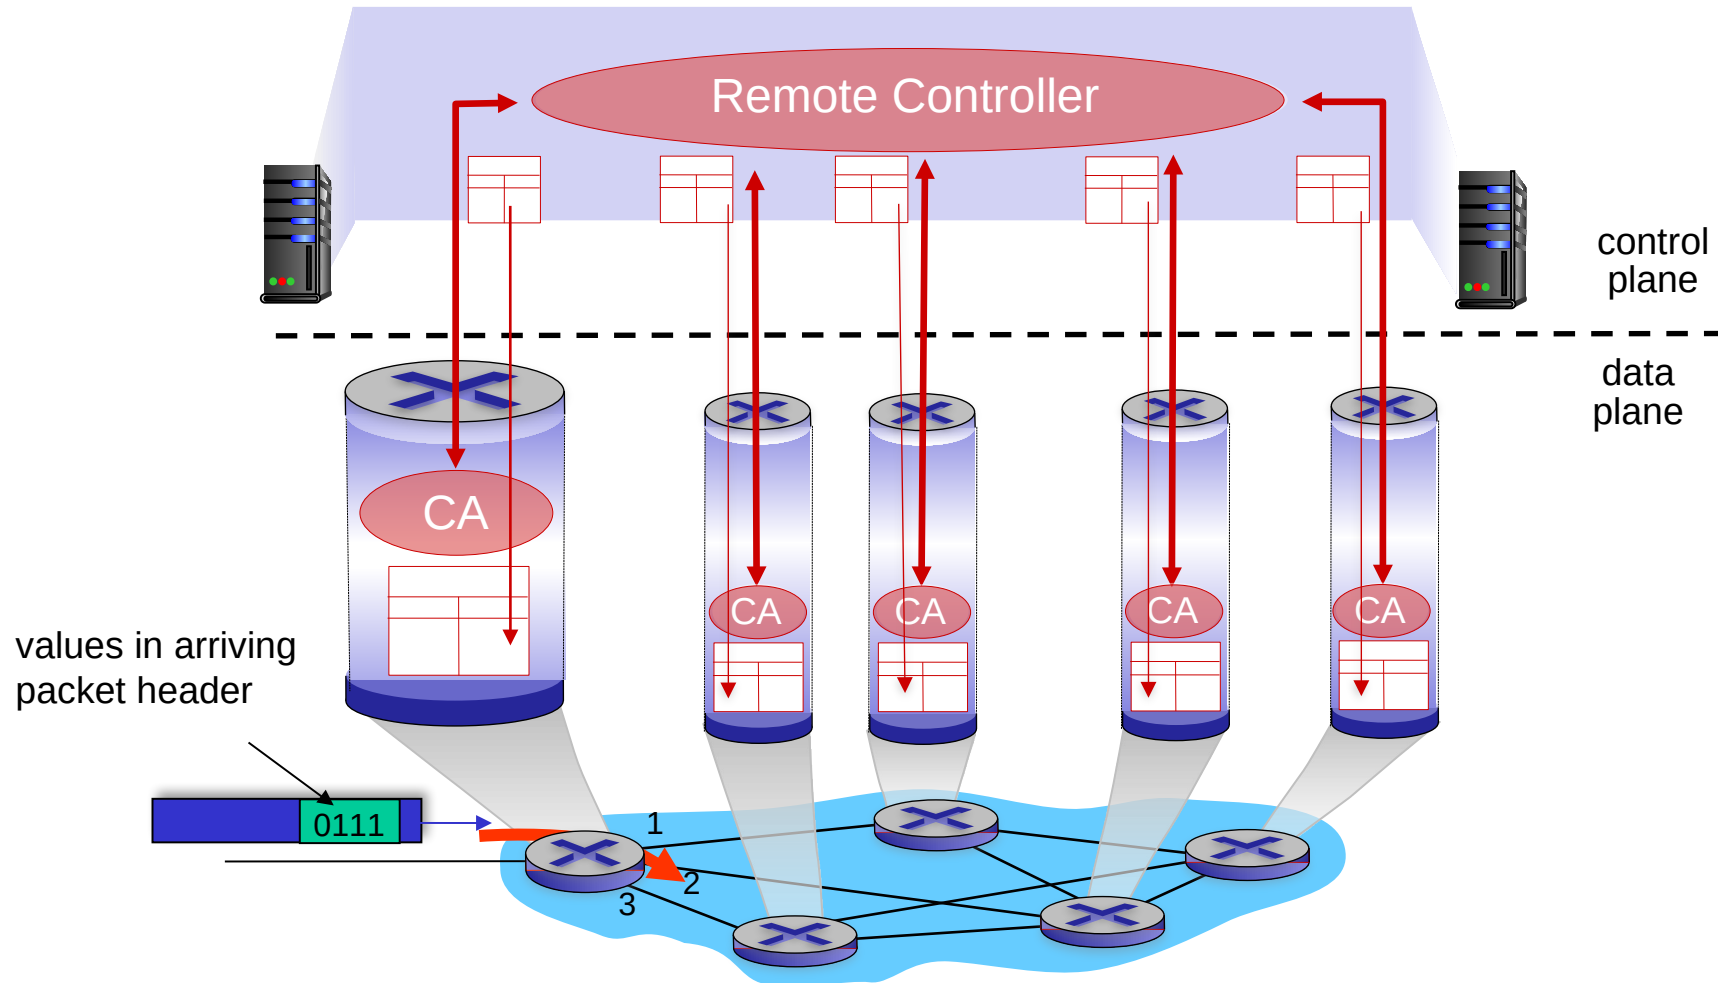 Remote Controller
control
plane
data
plane
CA
CA
CA
CA
CA
values in arriving
packet header
0111
1
2
3